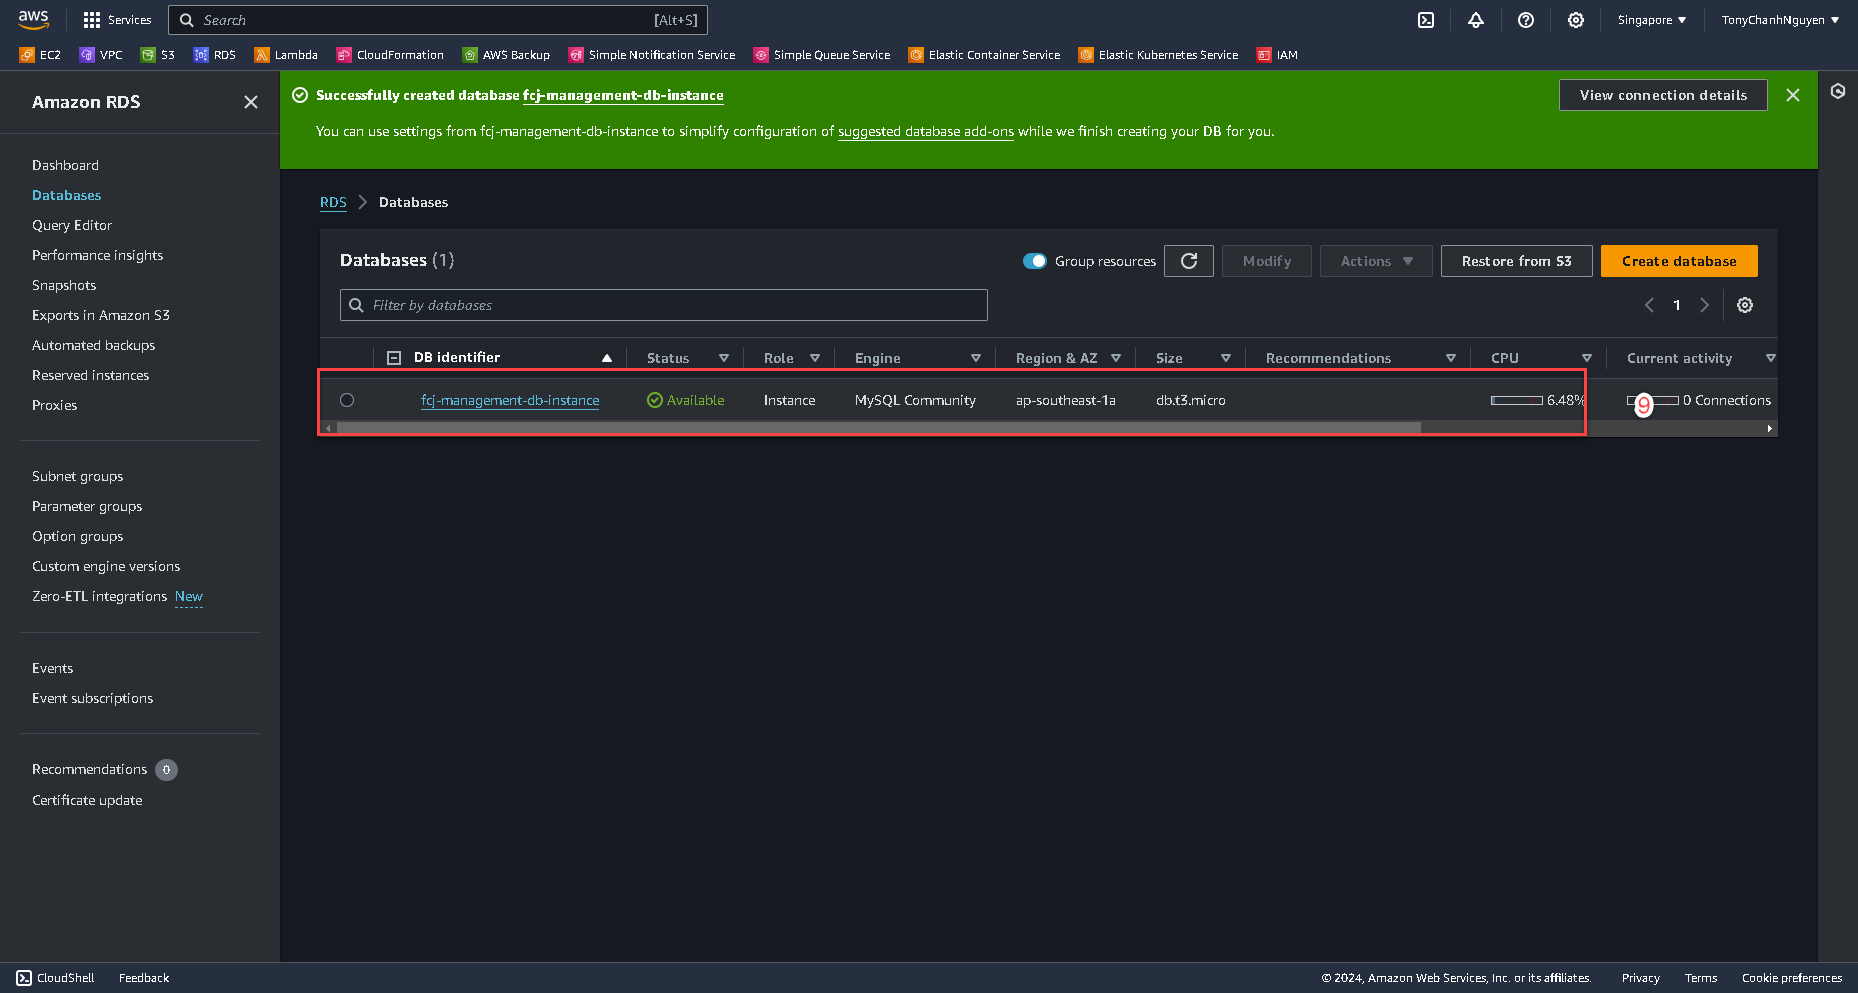 aws
Services
Search
[Alt+S]
Singapore
TonyChanhNguyen
EC2
VPC
S3
RDS
Lambda
CloudFormation
AWS Backup
Simple Notification Service
Simple Queue Service
Elastic Container Service
Elastic Kubernetes Service
IAM
Amazon RDS
Dashboard
Databases
Query Editor
Performance insights
Snapshots
Exports in Amazon S3
Automated backups
Reserved instances
Proxies
Subnet groups
Parameter groups
Option groups
Custom engine versions
Zero-ETL integrations New
Events
Event subscriptions
Recommendations 0
Certificate update
Successfully created database fcj-management-db-instance
View connection details
You can use settings from fcj-management-db-instance to simplify configuration of suggested database add-ons while we finish creating your DB for you.
RDS
Databases
Databases (1)
Group resources
Modify
Actions
Restore from S3
Create database
Filter by databases
1
DB identifier
Status
Role
Engine
Region & AZ
Size
Recommendations
CPU
Current activity
fcj-management-db-instance
Available
Instance
MySQL Community
ap-southeast-1a
db.t3.micro
6.48%
9
0 Connections
CloudShell
Feedback
© 2024, Amazon Web Services, Inc. or its affiliates.
Privacy
Terms
Cookie preferences